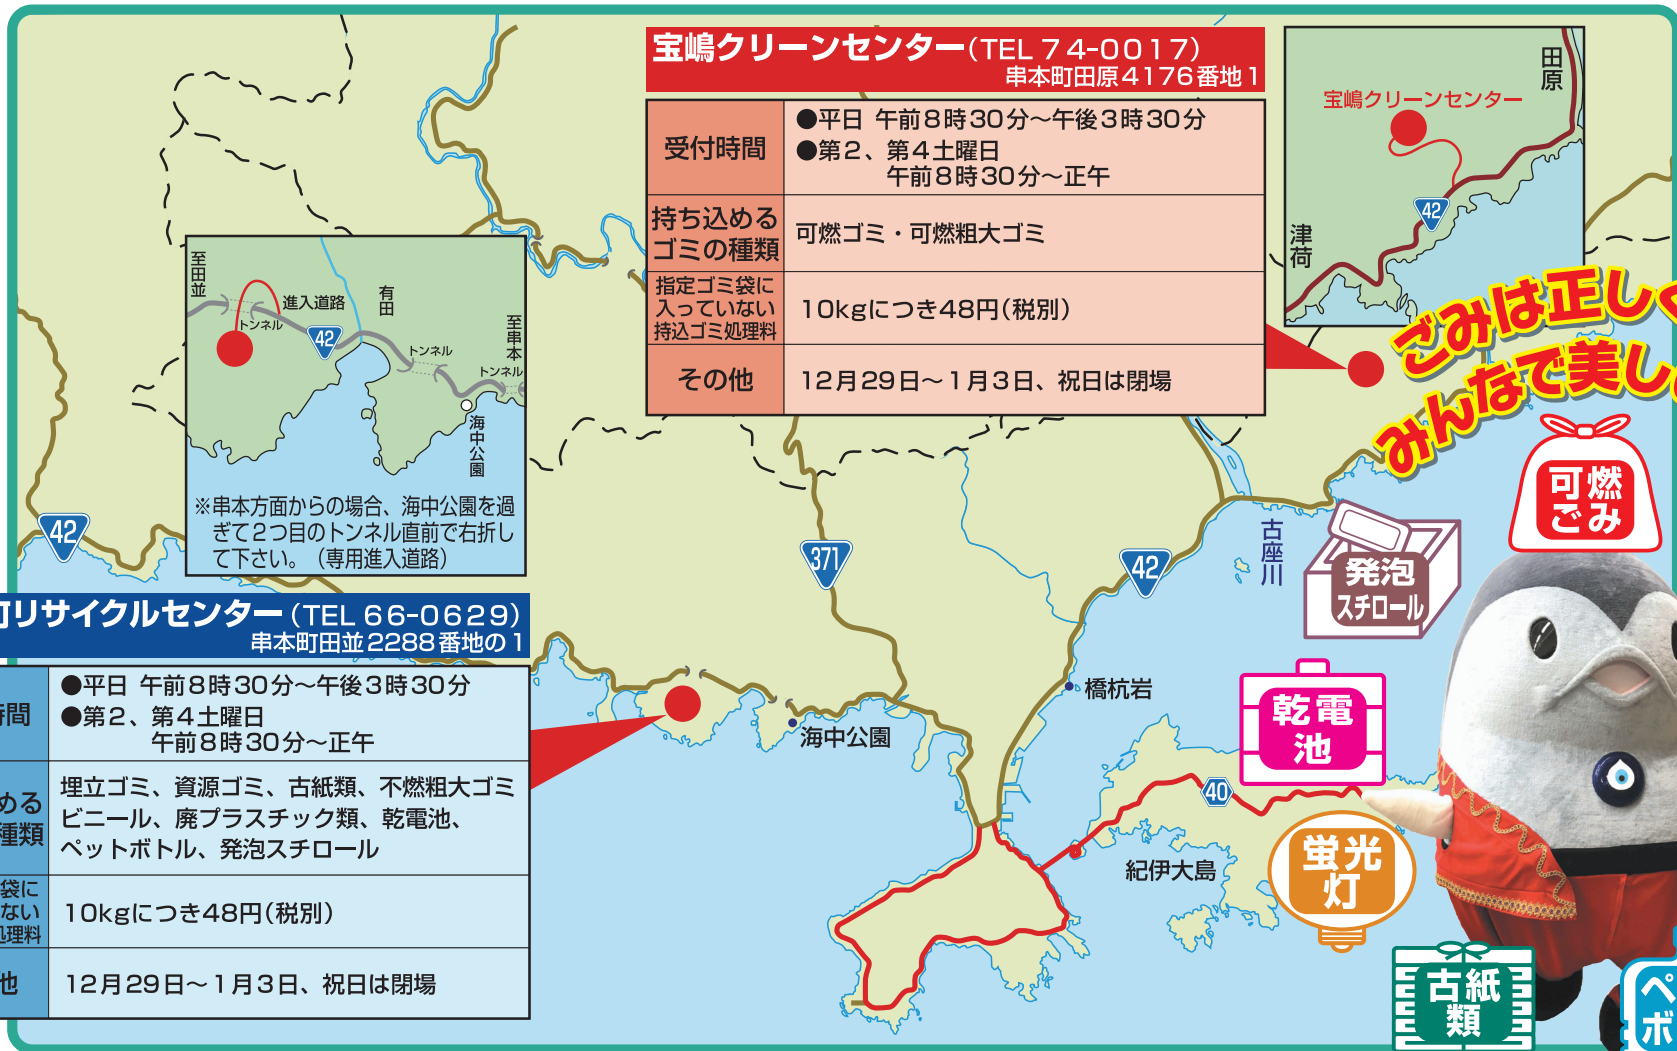 宝嶋クリーンセンター(TEL 74-0017)
串本町田原4176番地1
受付時間
●平日 午前8時30分〜午後3時30分
●第2、第4土曜日
午前8時30分〜正午
持ち込める
ゴミの種類
可燃ゴミ・可燃粗大ゴミ
指定ゴミ袋に
入っていない
持込ゴミ処理料
10kgにつき48円(税別)
その他
12月29日〜1月3日、祝日は閉場
田原
宝嶋クリーンセンター
42
津荷
至田並
進入道路
トンネル
有田
42
至串本
トンネル
トンネル
海中公園
※串本方面からの場合、海中公園を過
ぎて2つ目のトンネル直前で右折し
て下さい。(専用進入道路)
ごみは正しく
みんなで美し
可燃
ごみ
発泡
スチロール
42
371
42
古座川
町リサイクルセンター(TEL 66-0629)
串本町田並2288番地の1
時間
●平日 午前8時30分〜午後3時30分
●第2、第4土曜日
午前8時30分〜正午
める
種類
埋立ゴミ、資源ゴミ、古紙類、不燃粗大ゴミ
ビニール、廃プラスチック類、乾電池、
ペットボトル、発泡スチロール
袋に
ない
処理料
10kgにつき48円(税別)
他
12月29日〜1月3日、祝日は閉場
海中公園
橋杭岩
乾電
池
40
紀伊大島
蛍光
灯
古紙
類
ペ
ボ